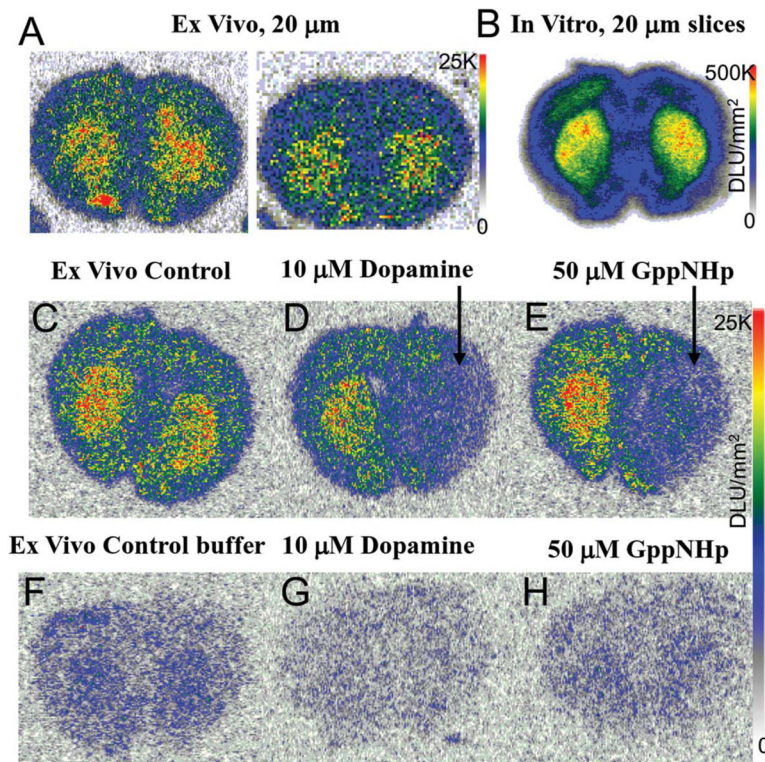 A
Ex Vivo, 20 μm
B
In Vitro, 20 μm slices
25K
0
500K
DLU/mm²
0
Ex Vivo Control
10 μM Dopamine
50 μM GppNHp
C
D
E
25K
DLU/mm²
0
Ex Vivo Control buffer
10 μM Dopamine
50 μM GppNHp
F
G
H